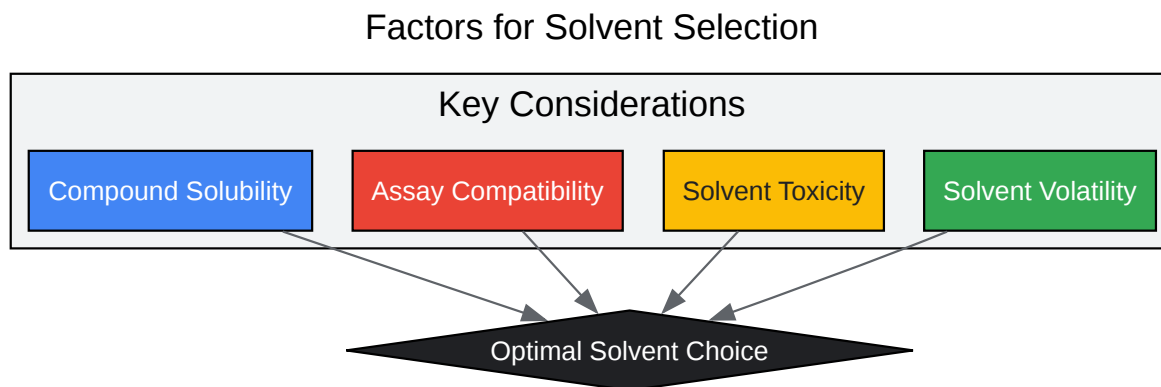 Factors for Solvent Selection
Key Considerations
Compound Solubility
Assay Compatibility
Solvent Toxicity
Solvent Volatility
Optimal Solvent Choice